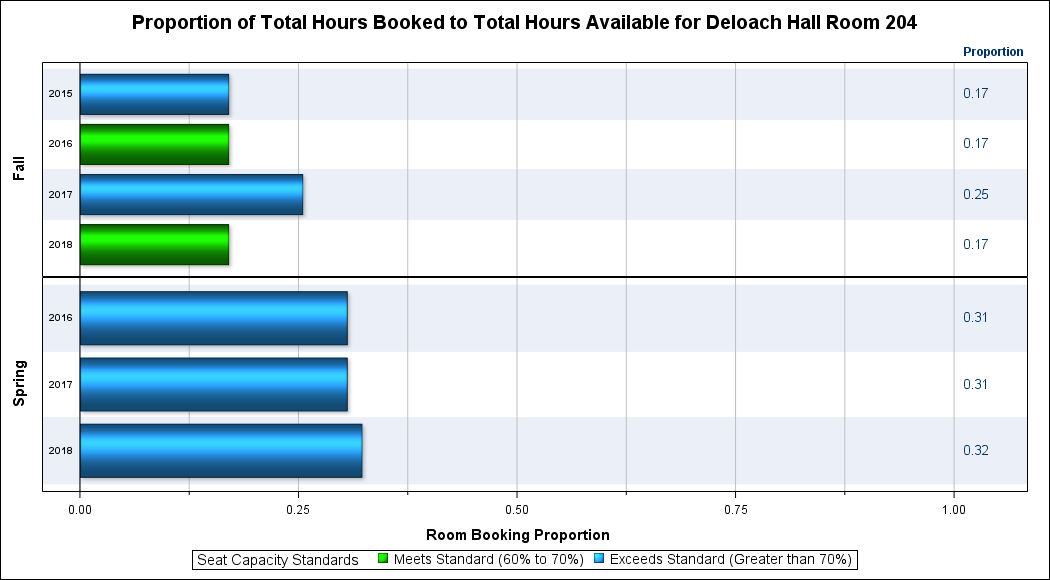 Proportion of Total Hours Booked to Total Hours Available for Deloach Hall Room 204
Proportion
Fall
2015 0.17
2016 0.17
2017 0.25
2018 0.17
Spring
2016 0.31
2017 0.31
2018 0.32
0.00 0.25 0.50 0.75 1.00
Room Booking Proportion
Seat Capacity Standards Meets Standard (60% to 70%) Exceeds Standard (Greater than 70%)